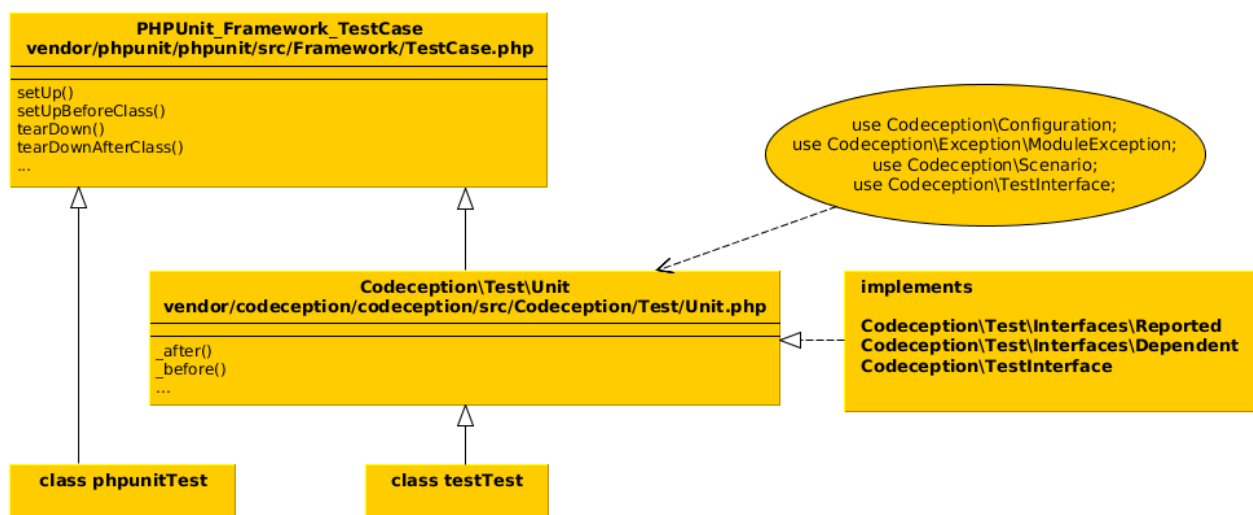 PHPUnit_Framework_TestCase
vendor/phpunit/phpunit/src/Framework/TestCase.php
setUp()
setUpBeforeClass()
tearDown()
tearDownAfterClass()
...
use Codeception\Configuration;
use Codeception\Exception\ModuleException;
use Codeception\Scenario;
use Codeception\TestInterface;
Codeception\Test\Unit
vendor/codeception/codeception/src/Codeception/Test/Unit.php
_after()
_before()
...
implements
Codeception\Test\Interfaces\Reported
Codeception\Test\Interfaces\Dependent
Codeception\TestInterface
class phpunitTest
class testTest